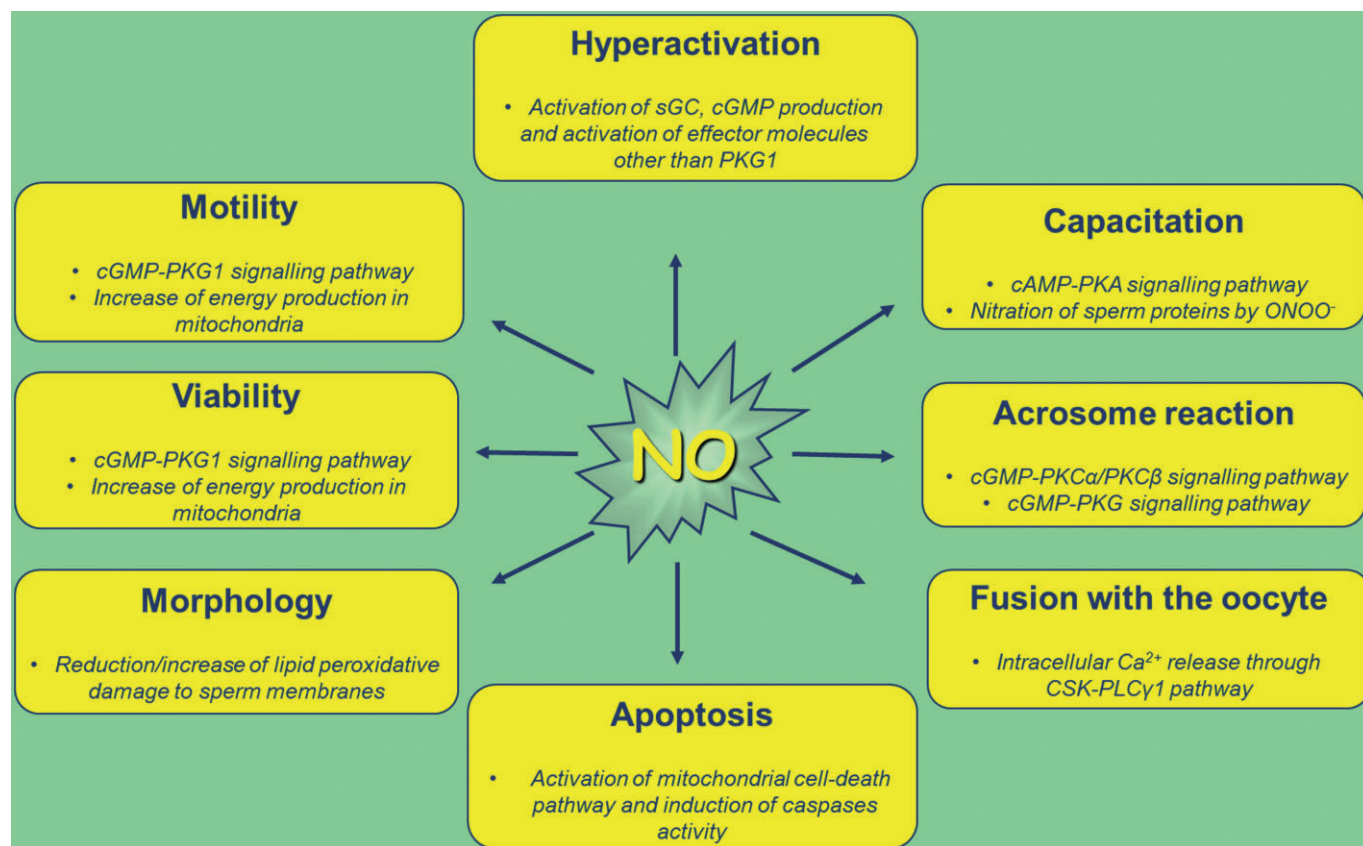 Hyperactivation
• Activation of sGC, cGMP production
and activation of effector molecules
other than PKG1
Motility
• cGMP-PKG1 signalling pathway
• Increase of energy production in
mitochondria
Capacitation
• cAMP-PKA signalling pathway
• Nitration of sperm proteins by ONOO⁻
Viability
• cGMP-PKG1 signalling pathway
• Increase of energy production in
mitochondria
NO
Acrosome reaction
• cGMP-PKCα/PKCβ signalling pathway
• cGMP-PKG signalling pathway
Morphology
• Reduction/increase of lipid peroxidative
damage to sperm membranes
Fusion with the oocyte
• Intracellular Ca²⁺ release through
CSK-PLCγ1 pathway
Apoptosis
• Activation of mitochondrial cell-death
pathway and induction of caspases
activity